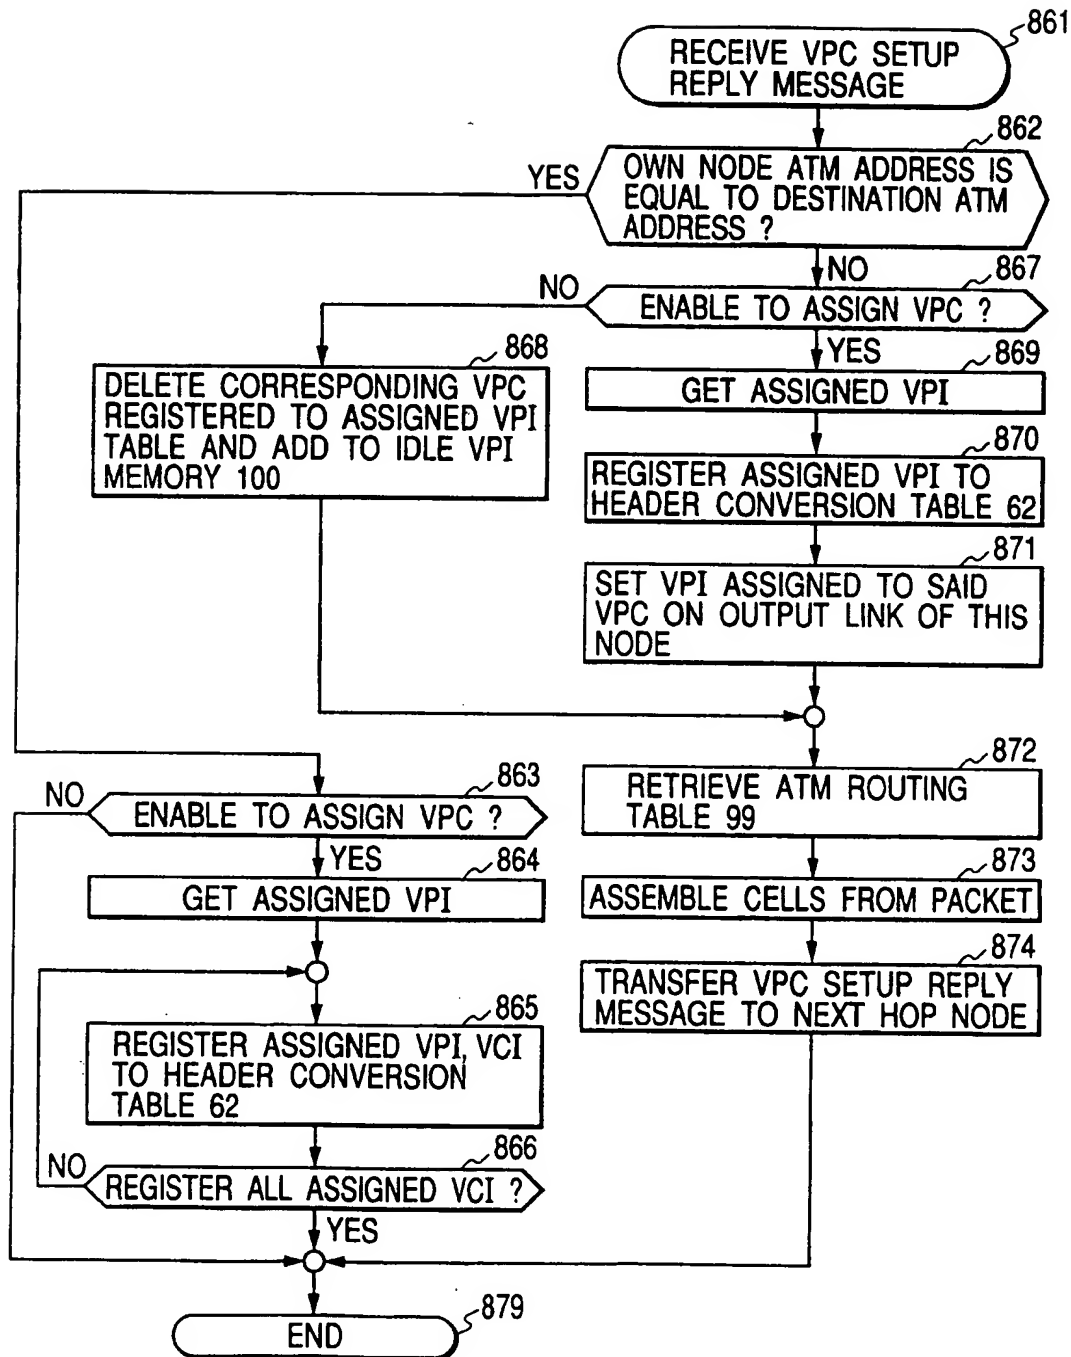 861
RECEIVE VPC SETUP
REPLY MESSAGE
862
OWN NODE ATM ADDRESS IS
EQUAL TO DESTINATION ATM
ADDRESS ?
YES
NO
867
ENABLE TO ASSIGN VPC ?
NO
YES
868
DELETE CORRESPONDING VPC
REGISTERED TO ASSIGNED VPI
TABLE AND ADD TO IDLE VPI
MEMORY 100
869
GET ASSIGNED VPI
870
REGISTER ASSIGNED VPI TO
HEADER CONVERSION TABLE 62
871
SET VPI ASSIGNED TO SAID
VPC ON OUTPUT LINK OF THIS
NODE
872
RETRIEVE ATM ROUTING
TABLE 99
873
ASSEMBLE CELLS FROM PACKET
874
TRANSFER VPC SETUP REPLY
MESSAGE TO NEXT HOP NODE
863
NO
ENABLE TO ASSIGN VPC ?
YES
864
GET ASSIGNED VPI
865
REGISTER ASSIGNED VPI, VCI
TO HEADER CONVERSION
TABLE 62
866
NO
REGISTER ALL ASSIGNED VCI ?
YES
879
END